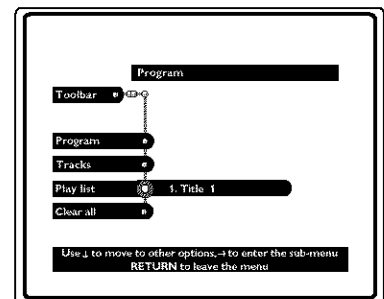 Program
Toolbar
Program
Tracks
Play list 1. Title 1
Clear all
Use ↓ to move to other options,→ to enter the sub-menu
RETURN to leave the menu